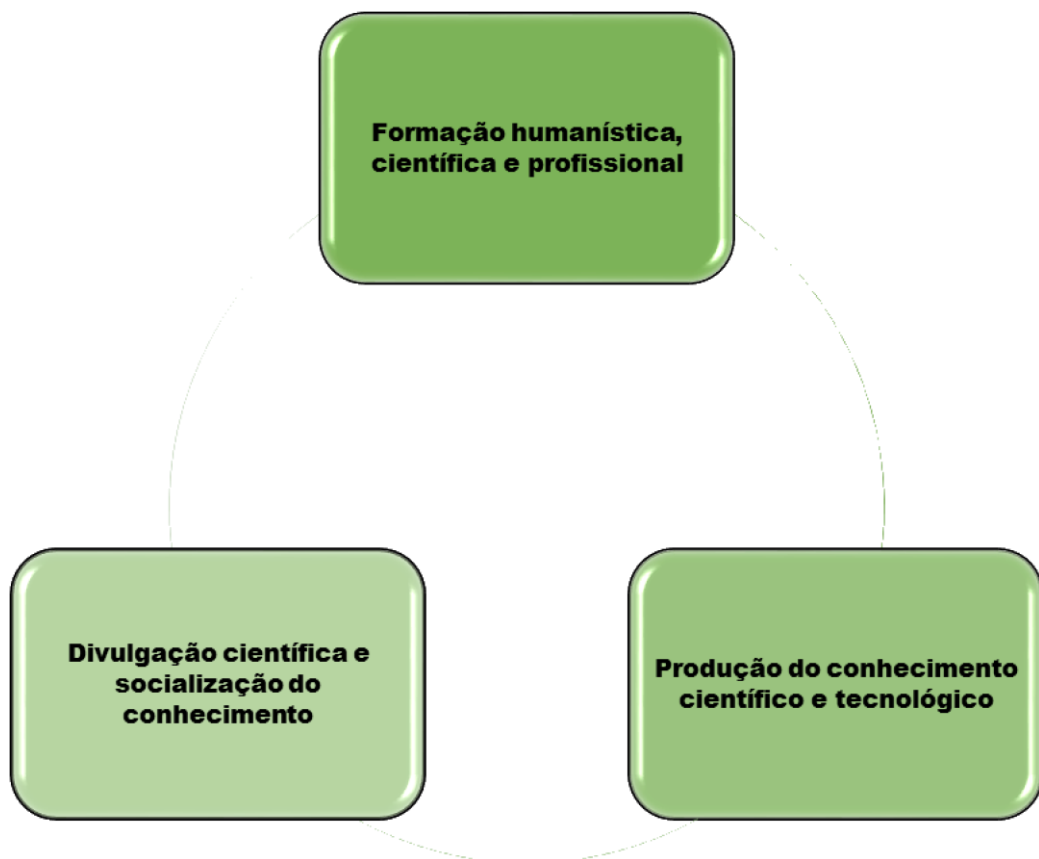 Formação humanística,
científica e profissional
Divulgação científica e
socialização do
conhecimento
Produção do conhecimento
científico e tecnológico